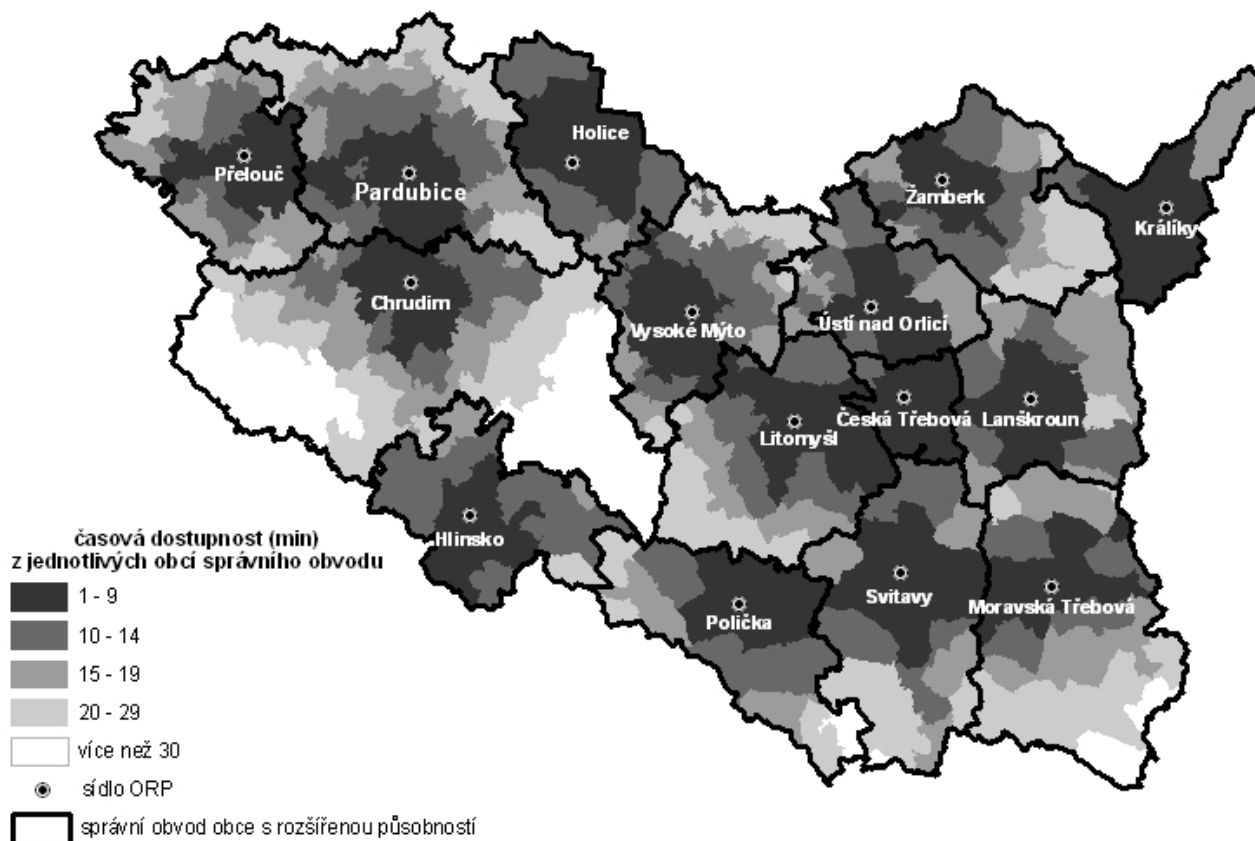 Holice
Přelouč
Pardubice
Žamberk
Králíky
Chrudim
Vysoké Mýto
Ústí nad Orlicí
Česká Třebová
Lanškroun
Litomyšl
Hlinsko
Svitavy
Moravská Třebová
Polička
časová dostupnost (min)
z jednotlivých obcí správního obvodu
1 - 9
10 - 14
15 - 19
20 - 29
více než 30
sídlo ORP
správní obvod obce s rozšířenou působností